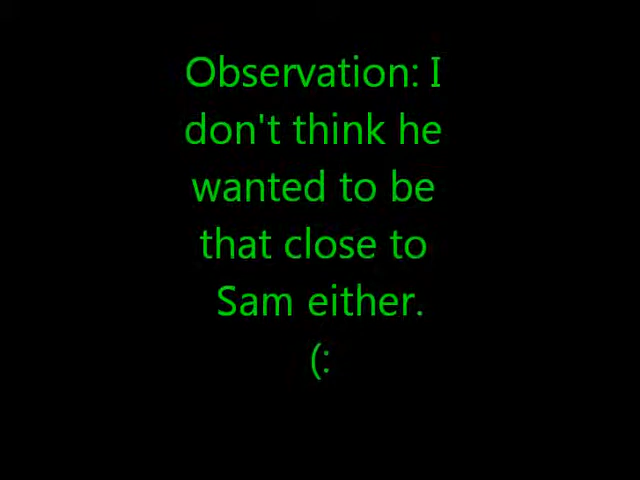 Observation: I
don't think he
wanted to be
that close to
Sam either.
(: